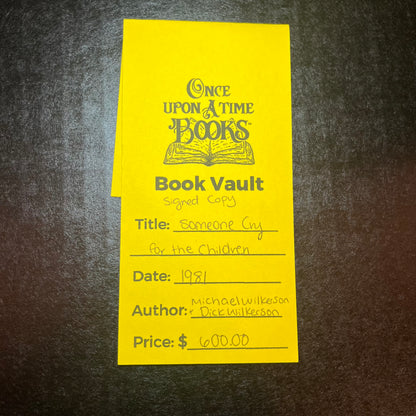 ONCE
UPON A TIME
BOOKS
Book Vault
Signed Copy
Title: Someone Cry
for the Children
Date: 1981
Author: Michael Wilkerson
+ Dick Wilkerson
Price: $ 600.00